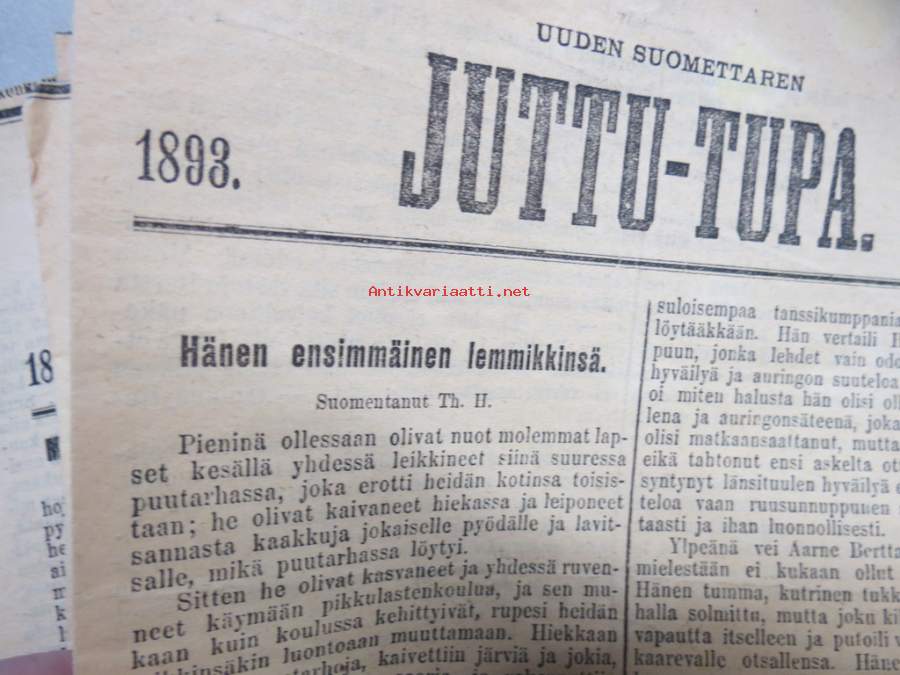 UUDEN SUOMETTAREN
JUTTU-TUPA.
1893.
Antikvariaatti.net
Hänen ensimmäinen lemmikkinsä.
Suomentanut Th. H.
Pieninä ollessaan olivat nuot molemmat lap-
set kesällä yhdessä leikkineet siinä suuressa
puutarhassa, joka erotti heidän kotinsa toisis-
taan; he olivat kaivaneet hiekassa ja leiponeet
sannasta kaakkuja jokaiselle pyödälle ja lavit-
salle, mikä puutarhassa löytyi.
Sitten he olivat kasvaneet ja yhdessä ruven-
neet käymään pikkulastenkoulua, ja sen mu-
kaan kuin koulussa kehittyivät, rupesi heidän
luontoaan muuttamaan. Hiekkaan
kaivettiin järviä ja jokia,
suloisempaa tanssikumppania
löytääkkään. Hän vertaili
puun, jonka lehdet vain
hyväilyä ja auringon suuteloa
oi miten halusta hän olisi
lena ja auringonsäteenä, joka
olisi matkaansaattanut, mutta
eikä tahtonut ensi askelta
syntynyt länsituulen hyväilyä
teloa vaan ruusunnuppunen
taasti ja ihan luonnollisesti.
Ylpeänä vei Aarne
mielestään ei kukaan ollut
Hänen tumma, kutrinen
halla solmittu, mutta joku
vapautta itselleen ja putoili
kaarevalle otsallensa.
18